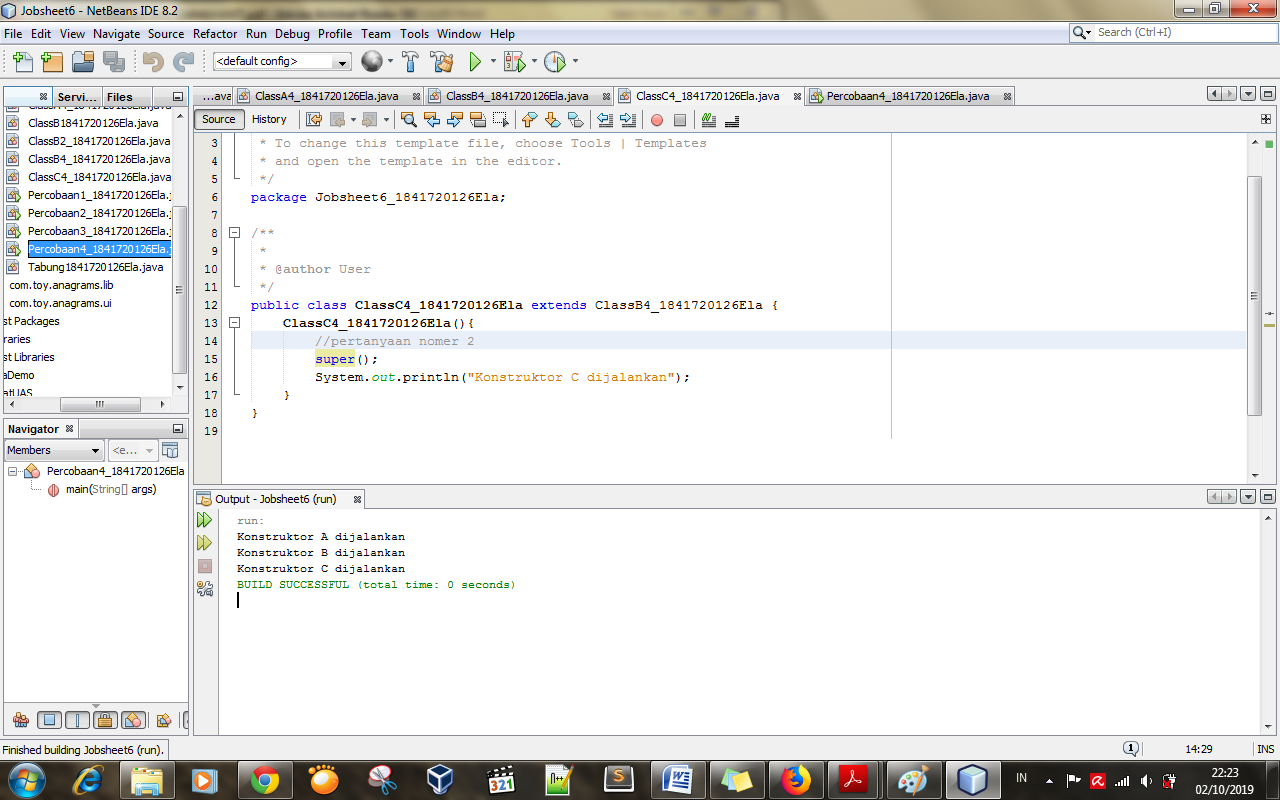 Jobsheet6 - NetBeans IDE 8.2
File Edit View Navigate Source Refactor Run Debug Profile Team Tools Window Help
Search (Ctrl+I)
<default config>
Servi... Files
...ava ClassA4_1841720126Ela.java ClassB4_1841720126Ela.java ClassC4_1841720126Ela.java Percobaan4_1841720126Ela.java
Source History
ClassA4_1841720126Ela.java
ClassB1841720126Ela.java
ClassB2_1841720126Ela.java
ClassB4_1841720126Ela.java
ClassC4_1841720126Ela.java
Percobaan1_1841720126Ela.j
Percobaan2_1841720126Ela.j
Percobaan3_1841720126Ela.j
Percobaan4_1841720126Ela.j
Tabung1841720126Ela.java
com.toy.anagrams.lib
com.toy.anagrams.ui
st Packages
raries
st Libraries
aDemo
atUAS
3 * To change this template file, choose Tools | Templates
4 * and open the template in the editor.
5 */
6 package Jobsheet6_1841720126Ela;
7
8 /**
9 *
10 * @author User
11 */
12 public class ClassC4_1841720126Ela extends ClassB4_1841720126Ela {
13 ClassC4_1841720126Ela(){
14 //pertanyaan nomer 2
15 super();
16 System.out.println("Konstruktor C dijalankan");
17 }
18 }
19
Navigator
Members <e...
Percobaan4_1841720126Ela
main(String[] args)
Output - Jobsheet6 (run)
run:
Konstruktor A dijalankan
Konstruktor B dijalankan
Konstruktor C dijalankan
BUILD SUCCESSFUL (total time: 0 seconds)
Finished building Jobsheet6 (run).
1 14:29 INS
321
IN
22:23
02/10/2019